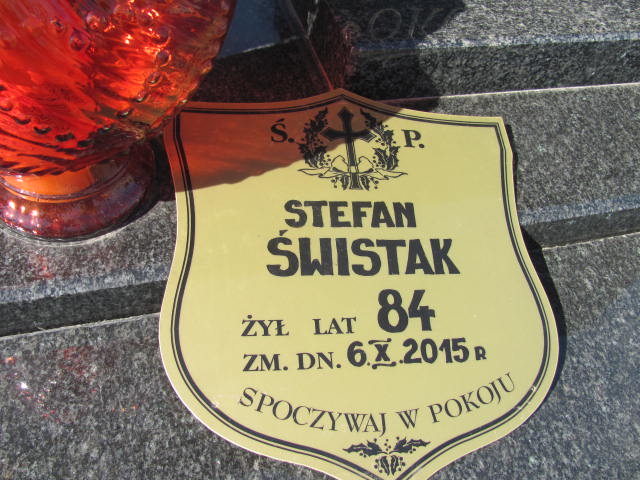 Ś. P.
STEFAN
ŚWISTAK
ŻYŁ LAT 84
ZM. DN. 6.X.2015 R
SPOCZYWAJ W POKOJU